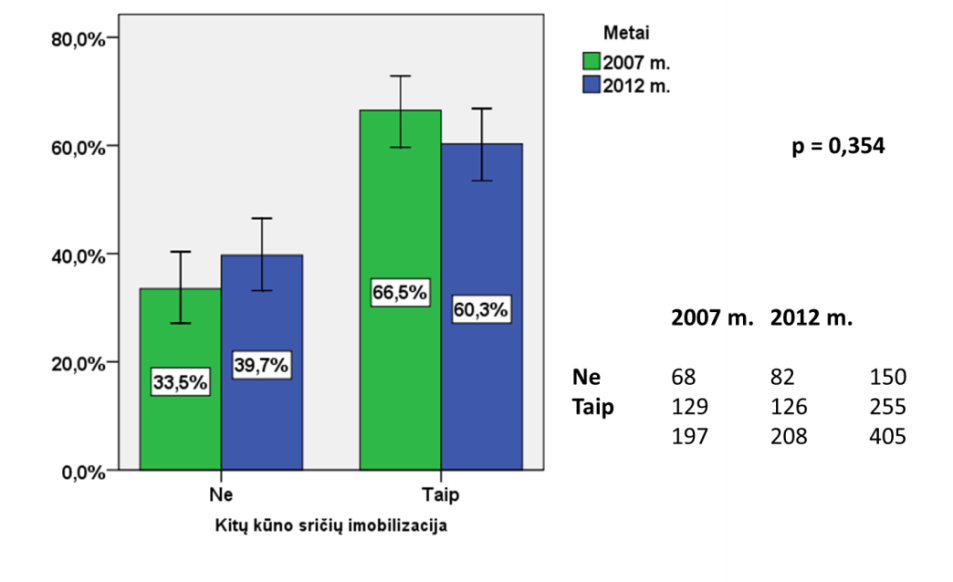 80,0%
60,0%
40,0%
20,0%
0,0%
33,5%
39,7%
66,5%
60,3%
Ne Taip
Kitų kūno sričių imobilizacija
Metai
2007 m.
2012 m.
p = 0,354
2007 m. 2012 m.
Ne 68 82 150
Taip 129 126 255
197 208 405